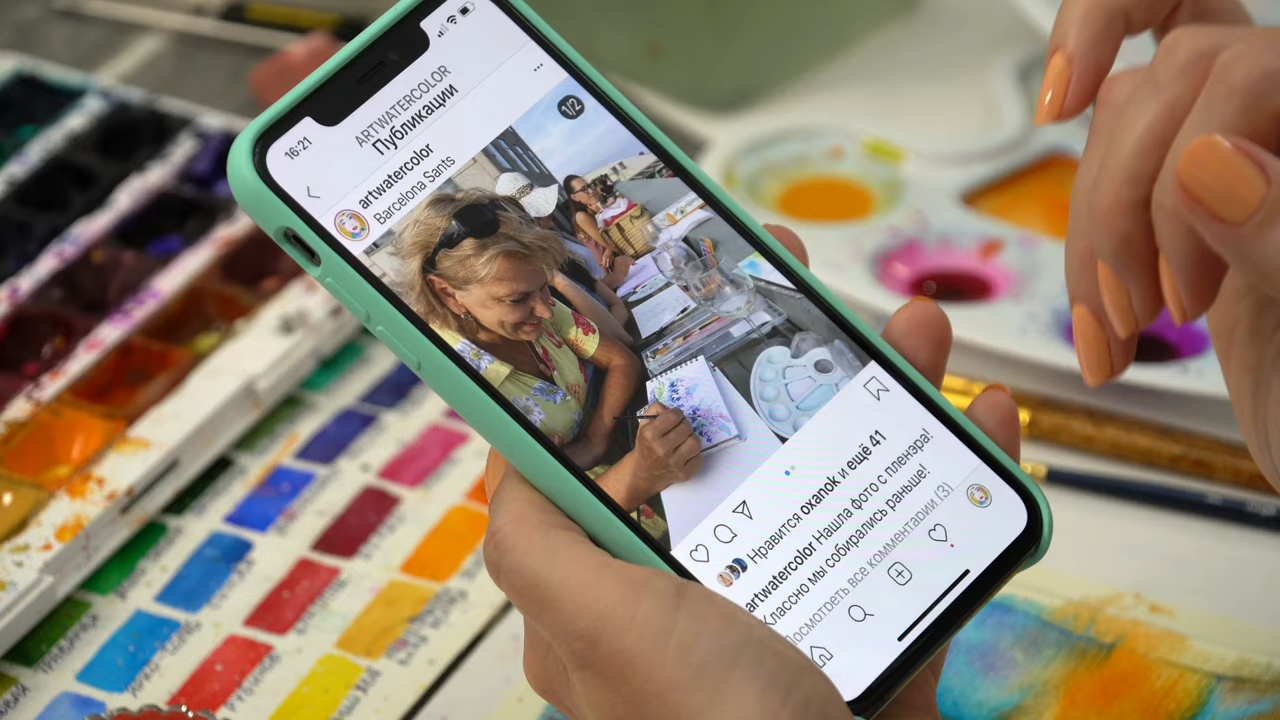 16:21
ARTWATERCOLOR
Публикации
artwatercolor
Barcelona Sants
1/2
Нравится oxanok и ещё 41
artwatercolor Нашла фото с пленэра!
Классно мы собирались раньше!
Посмотреть все комментарии (3)